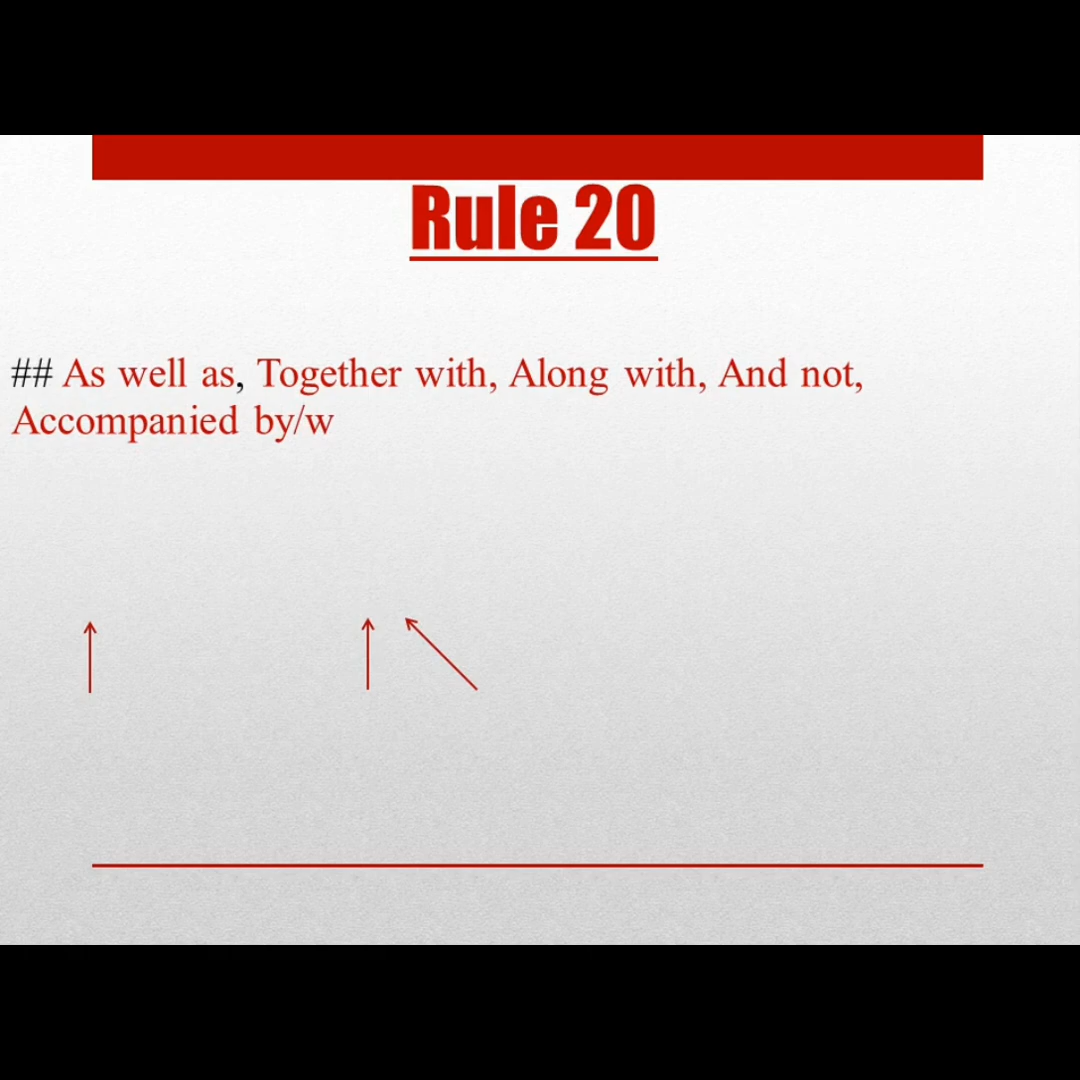 Rule 20
## As well as, Together with, Along with, And not,
Accompanied by/w